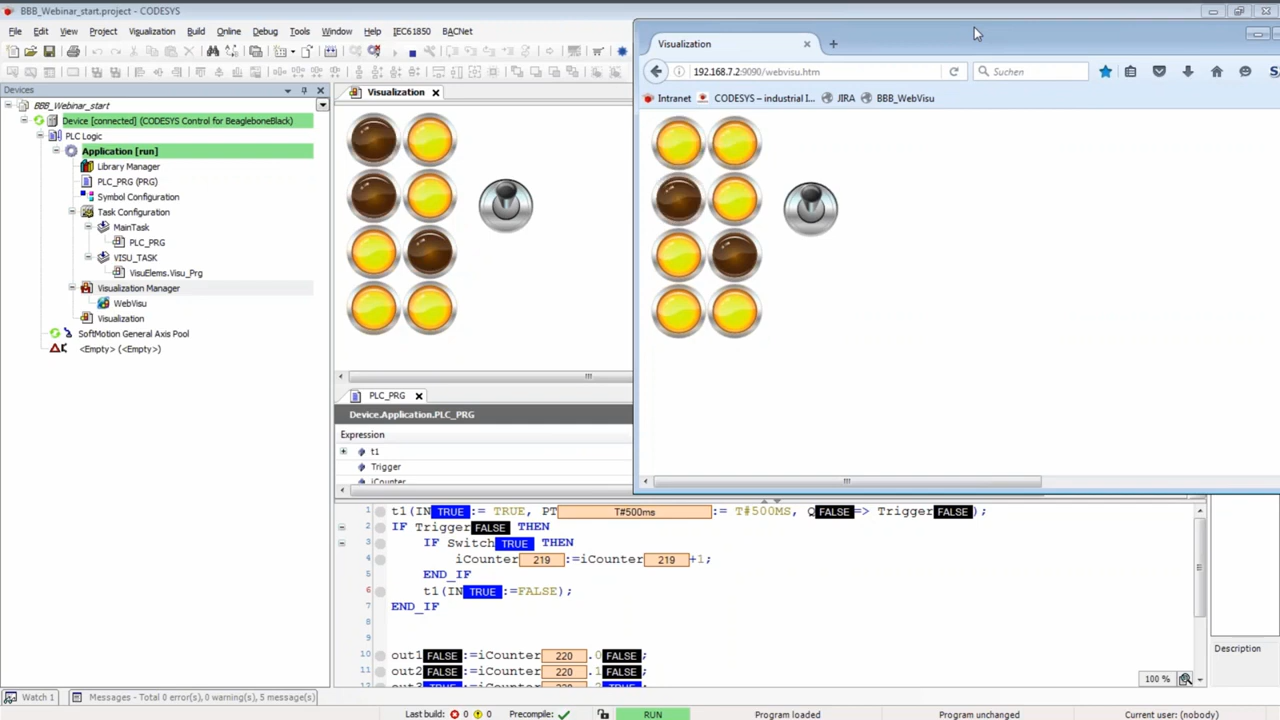 BBB_Webinar_start.project - CODESYS
File Edit View Project Visualization Build Online Debug Tools Window Help IEC61850 BACNet
Devices
BBB_Webinar_start
Device [connected] (CODESYS Control for BeagleboneBlack)
PLC Logic
Application [run]
Library Manager
PLC_PRG (PRG)
Symbol Configuration
Task Configuration
MainTask
PLC_PRG
VISU_TASK
VisuElems.Visu_Prg
Visualization Manager
WebVisu
Visualization
SoftMotion General Axis Pool
<Empty> (<Empty>)
Visualization
Visualization
192.168.7.2:9090/webvisu.htm
Suchen
Intranet CODESYS – industrial I... JIRA BBB_WebVisu
PLC_PRG
Device.Application.PLC_PRG
Expression
t1
Trigger
iCounter
1 t1(IN TRUE := TRUE, PT T#500ms := T#500MS, Q FALSE => Trigger FALSE );
2 IF Trigger FALSE THEN
3 IF Switch TRUE THEN
4 iCounter 219 :=iCounter 219 +1;
5 END_IF
6 t1(IN TRUE :=FALSE);
7 END_IF
8
9
10 out1 FALSE :=iCounter 220 .0 FALSE ;
11 out2 FALSE :=iCounter 220 .1 FALSE ;
Description
100 %
Watch 1 Messages - Total 0 error(s), 0 warning(s), 5 message(s)
Last build: 0 0 Precompile: RUN Program loaded Program unchanged Current user: (nobody)